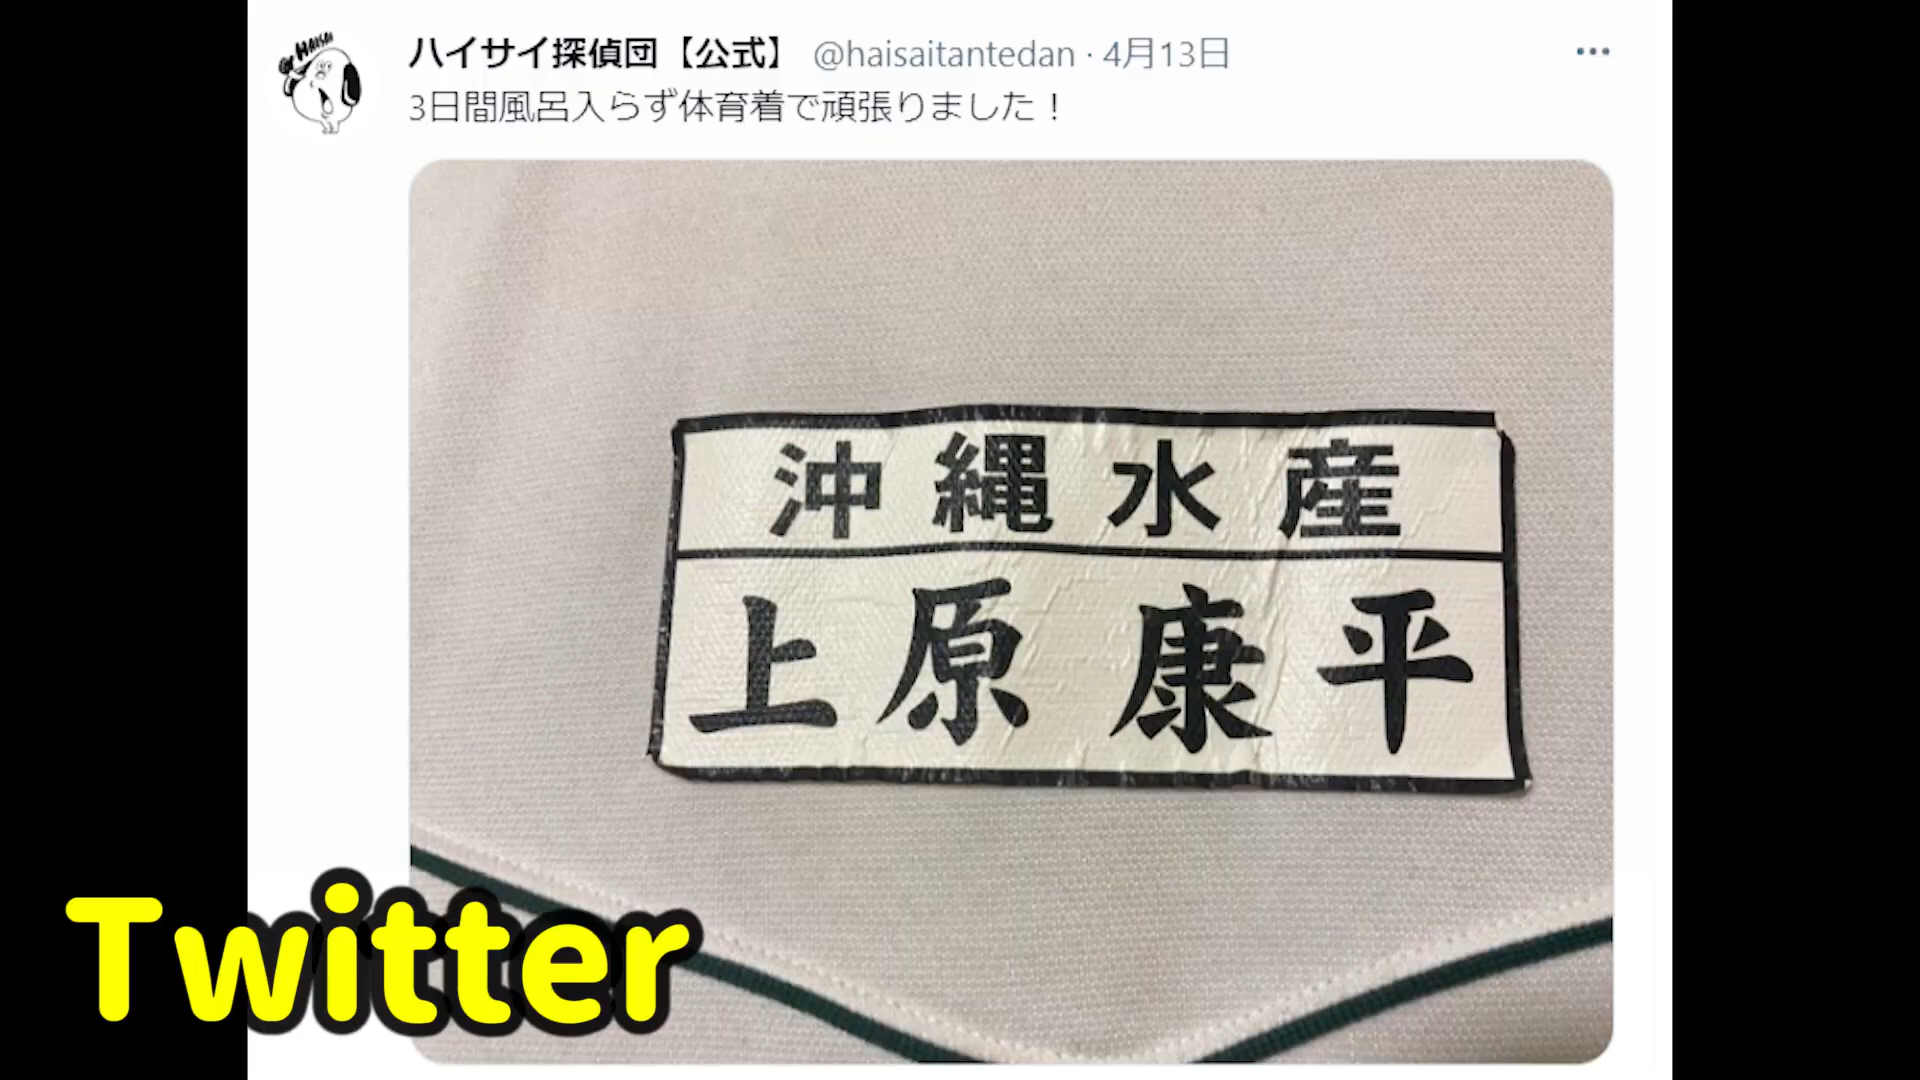 HAISAI
ハイサイ探偵団【公式】 @haisaitantedan · 4月13日
3日間風呂入らず体育着で頑張りました！
沖縄水産
上原康平
Twitter